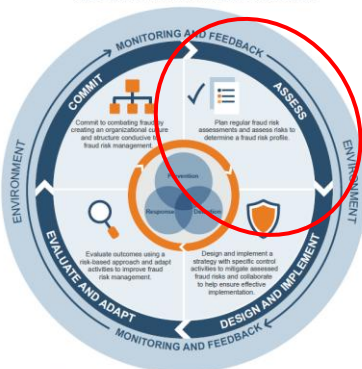 MONITORING AND FEEDBACK
COMMIT
ASSESS
Commit to combating fraud by
creating an organizational culture
and structure conducive to
fraud risk management.
Plan regular fraud risk
assessments and assess risks to
determine a fraud risk profile.
ENVIRONMENT
ENVIRONMENT
Prevention
Response
Detection
Evaluate outcomes using a
risk-based approach and adapt
activities to improve fraud
risk management.
Design and implement a
strategy with specific control
activities to mitigate assessed
fraud risks and collaborate
to help ensure effective
implementation.
EVALUATE AND ADAPT
DESIGN AND IMPLEMENT
MONITORING AND FEEDBACK